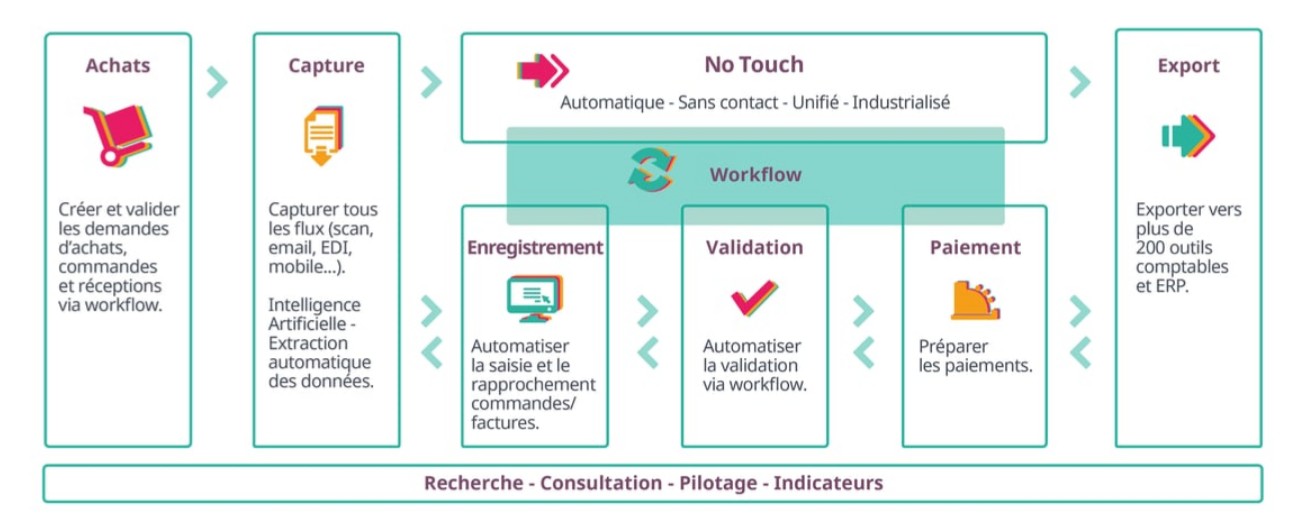 Achats
Créer et valider
les demandes
d'achats,
commandes
et réceptions
via workflow.
Capture
Capturer tous
les flux (scan,
email, EDI,
mobile...).
Intelligence
Artificielle -
Extraction
automatique
des données.
No Touch
Automatique - Sans contact - Unifié - Industrialisé
Workflow
Enregistrement
Automatiser
la saisie et le
rapprochement
commandes/
factures.
Validation
Automatiser
la validation
via workflow.
Paiement
Préparer
les paiements.
Export
Exporter vers
plus de
200 outils
comptables
et ERP.
Recherche - Consultation - Pilotage - Indicateurs